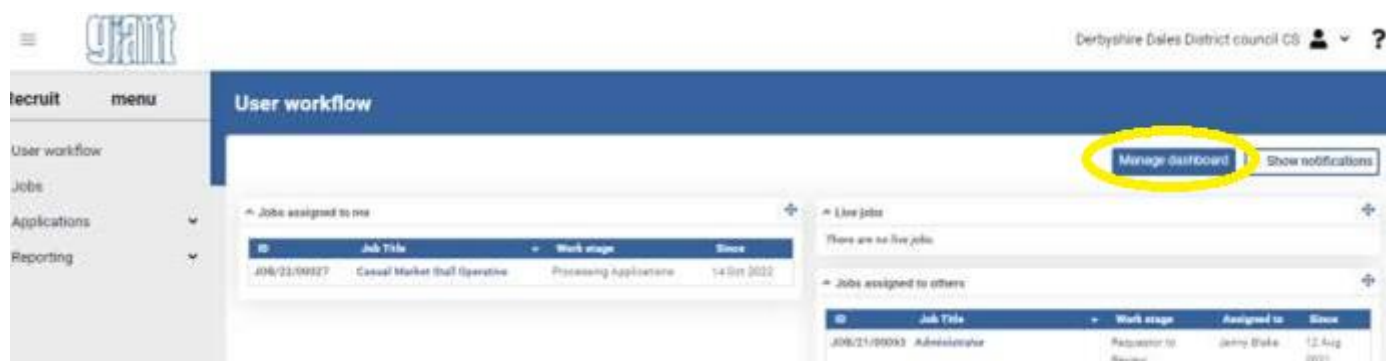 giant
Derbyshire Dales District council CS
?
Recruit menu
User workflow
Manage dashboard
Show notifications
User workflow
Jobs
Applications
Reporting
Jobs assigned to me
ID Job Title Work stage Since
JOB/22/00027 Casual Market Stall Operative Processing Applications 14 Oct 2022
Live jobs
There are no live jobs
Jobs assigned to others
ID Job Title Work stage Assigned to Since
Administrator Requestor to Review Jenny Blake 12 Aug 2021